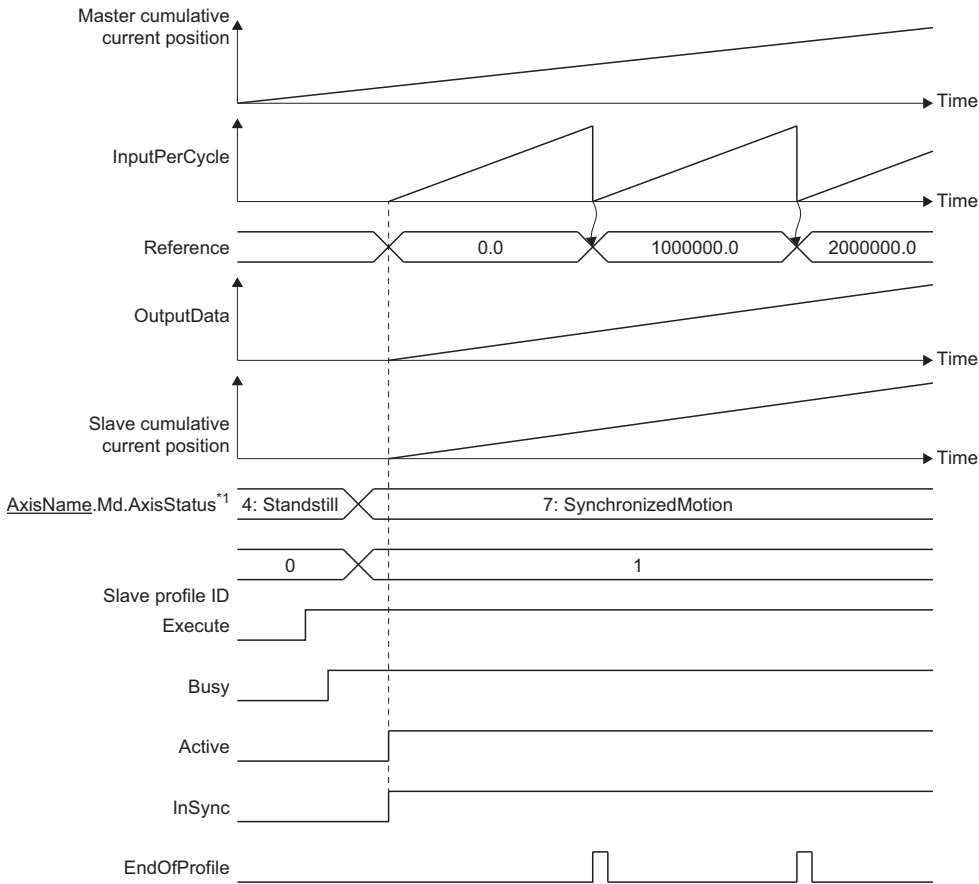 Master cumulative
current position
Time
InputPerCycle
Time
Reference
0.0
1000000.0
2000000.0
OutputData
Time
Slave cumulative
current position
Time
AxisName.Md.AxisStatus*1
4: Standstill
7: SynchronizedMotion
0
1
Slave profile ID
Execute
Busy
Active
InSync
EndOfProfile